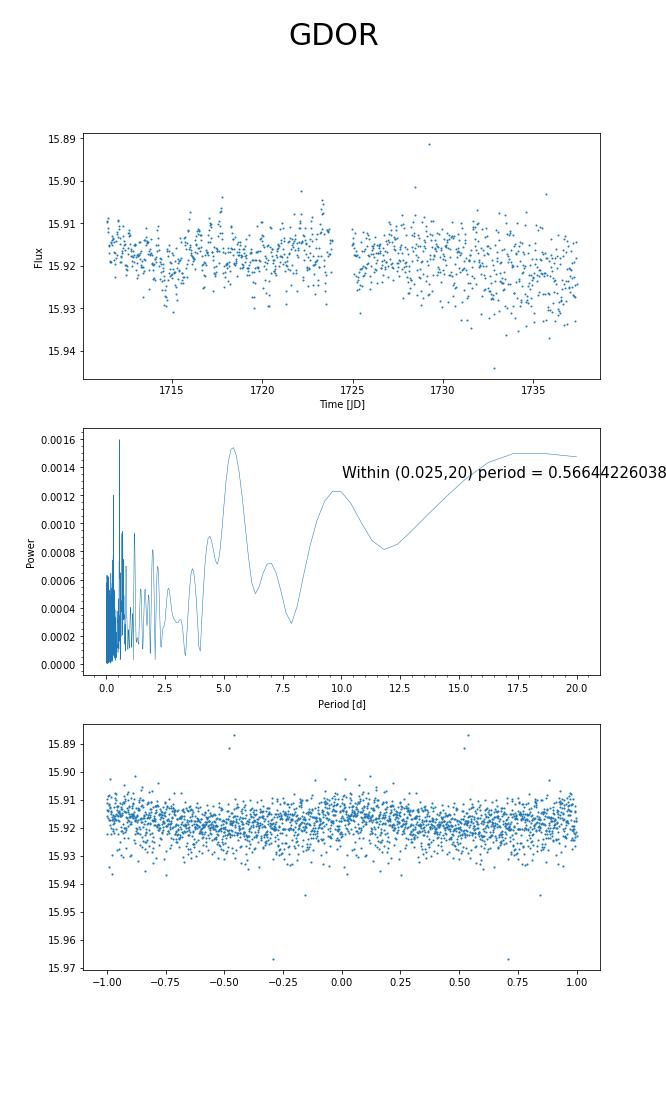 GDOR
15.89
15.90
15.91
15.92
15.93
15.94
Flux
1715 1720 1725 1730 1735
Time [JD]
0.0016
0.0014
0.0012
0.0010
0.0008
0.0006
0.0004
0.0002
0.0000
Power
Within (0.025,20) period = 0.56644226038
0.0 2.5 5.0 7.5 10.0 12.5 15.0 17.5 20.0
Period [d]
15.89
15.90
15.91
15.92
15.93
15.94
15.95
15.96
15.97
−1.00 −0.75 −0.50 −0.25 0.00 0.25 0.50 0.75 1.00